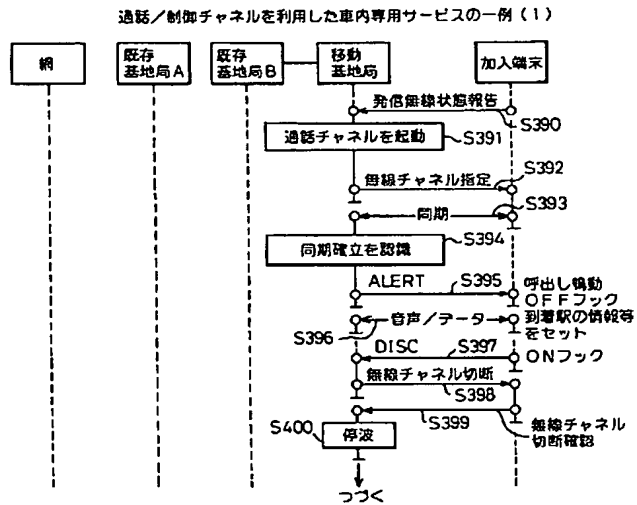 通話/制御チャネルを利用した車内専用サービスの一例(1)
網
既存
基地局A
既存
基地局B
移動
基地局
加入端末
発信無線状態報告
S390
通話チャネルを起動
S391
S392
無線チャネル指定
S393
同期
S394
同期確立を認識
ALERT
S395
呼出し鳴動
OFFフック
音声/データ
到着駅の情報等
をセット
S396
DISC
S397
ONフック
無線チャネル切断
S398
S399
無線チャネル
切断確認
S400
停波
つづく